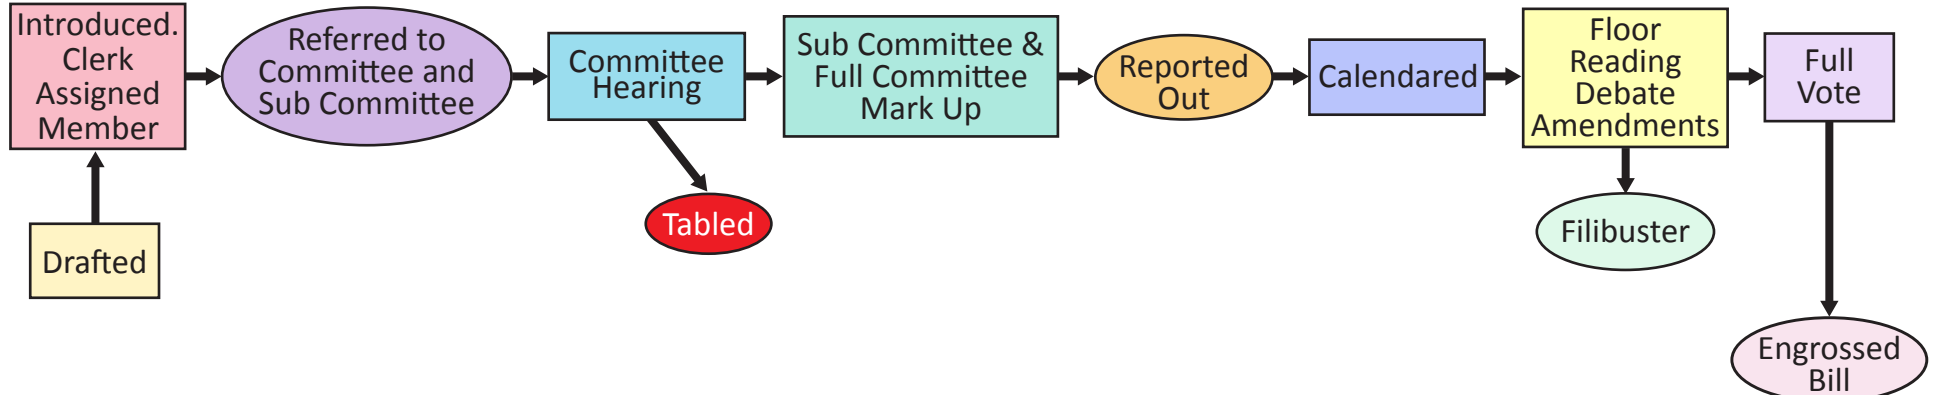 Introduced.
Clerk
Assigned
Member
Referred to
Committee and
Sub Committee
Committee
Hearing
Sub Committee &
Full Committee
Mark Up
Reported
Out
Calendared
Floor
Reading
Debate
Amendments
Full
Vote
Drafted
Tabled
Filibuster
Engrossed
Bill